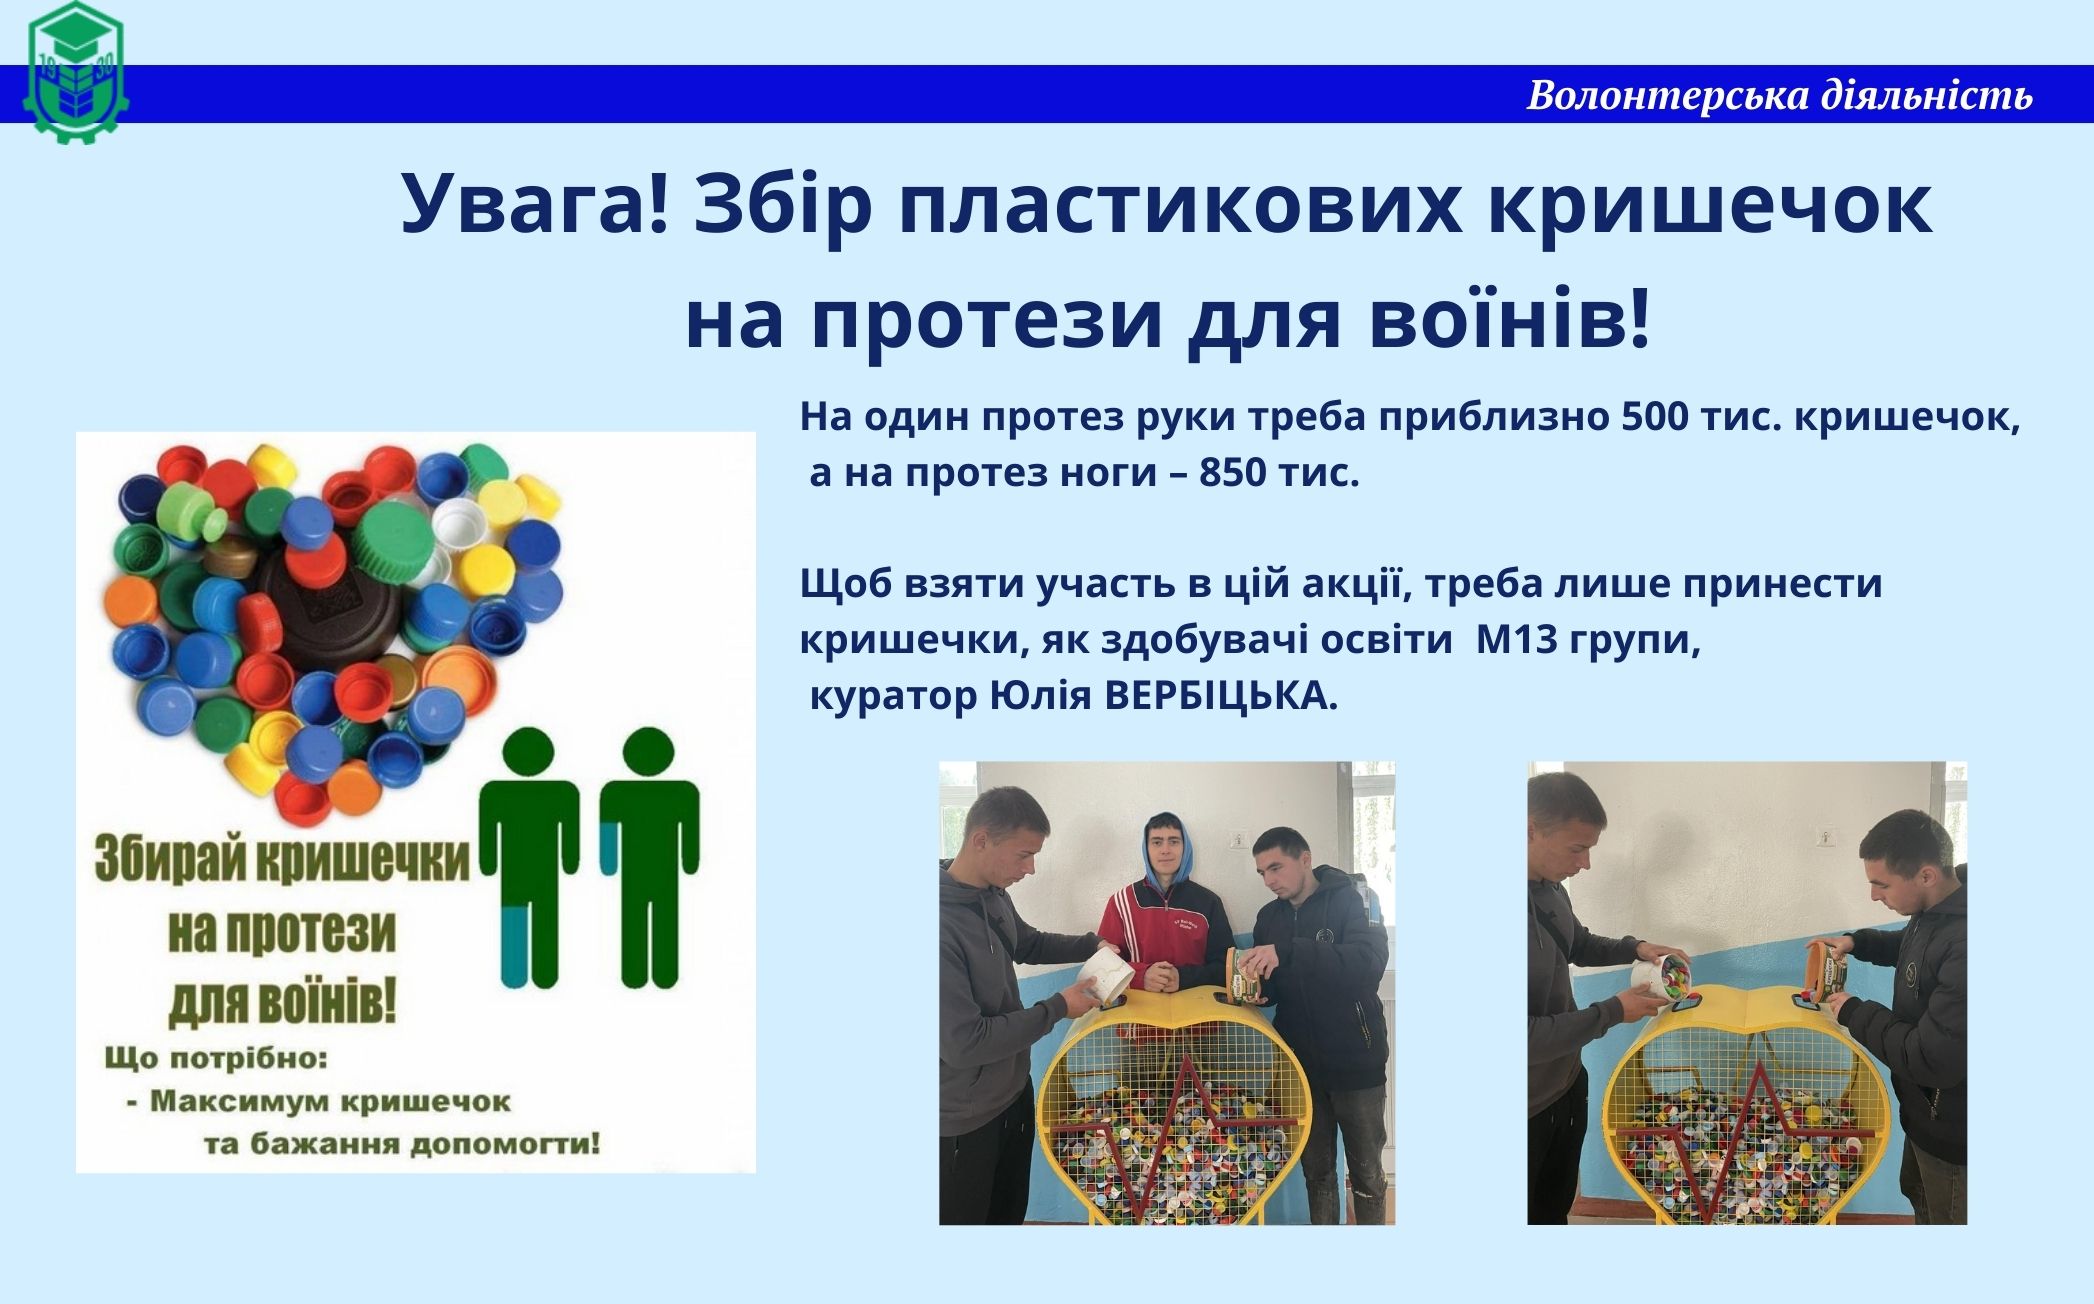 19 30
Волонтерська діяльність
Увага! Збір пластикових кришечок
на протези для воїнів!
На один протез руки треба приблизно 500 тис. кришечок,
а на протез ноги – 850 тис.
Щоб взяти участь в цій акції, треба лише принести
кришечки, як здобувачі освіти М13 групи,
куратор Юлія ВЕРБІЦЬКА.
Збирай кришечки
на протези
для воїнів!
Що потрібно:
- Максимум кришечок
та бажання допомогти!